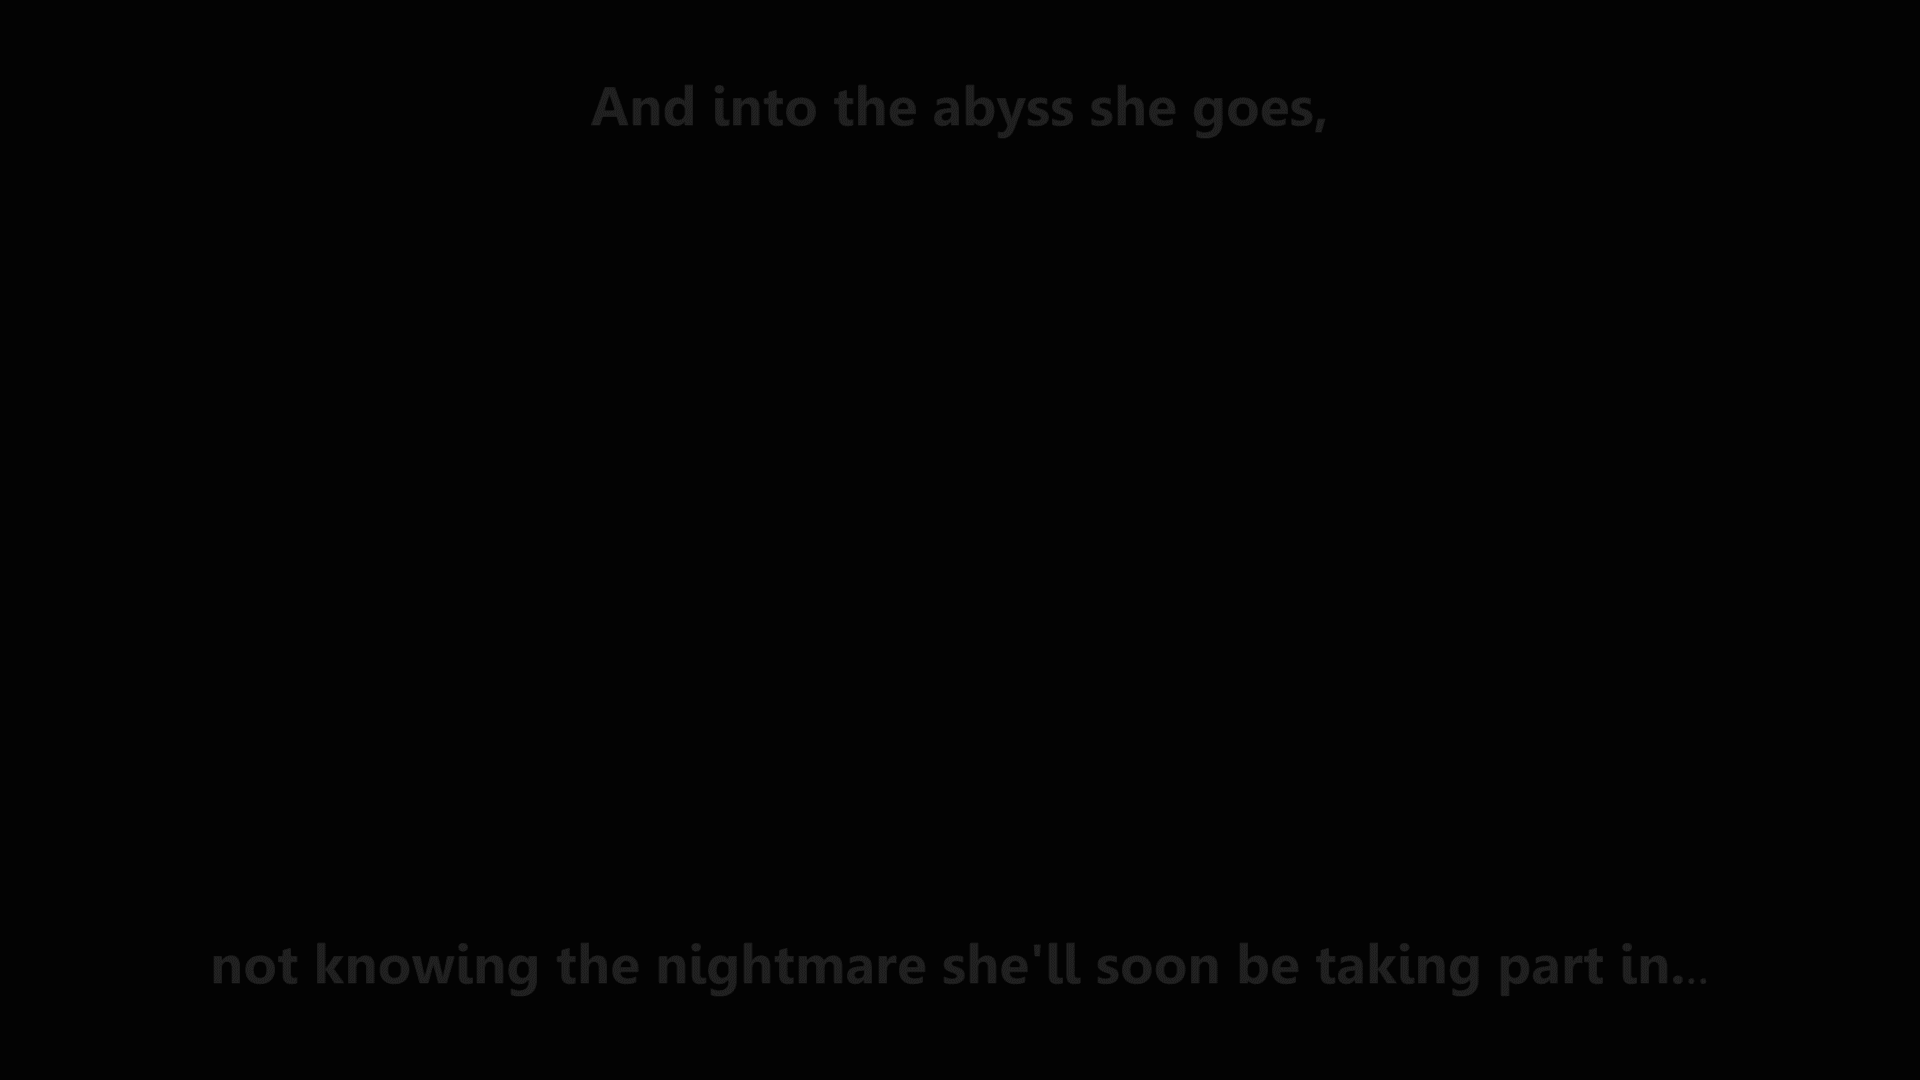 And into the abyss she goes,
not knowing the nightmare she'll soon be taking part in...